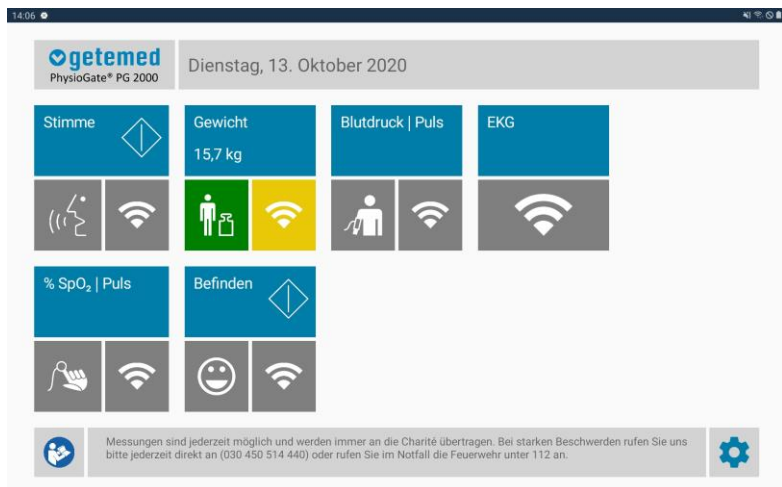 14:06
getemed
PhysioGate® PG 2000
Dienstag, 13. Oktober 2020
Stimme
Gewicht
15,7 kg
Blutdruck | Puls
EKG
% SpO₂ | Puls
Befinden
Messungen sind jederzeit möglich und werden immer an die Charité übertragen. Bei starken Beschwerden rufen Sie uns
bitte jederzeit direkt an (030 450 514 440) oder rufen Sie im Notfall die Feuerwehr unter 112 an.